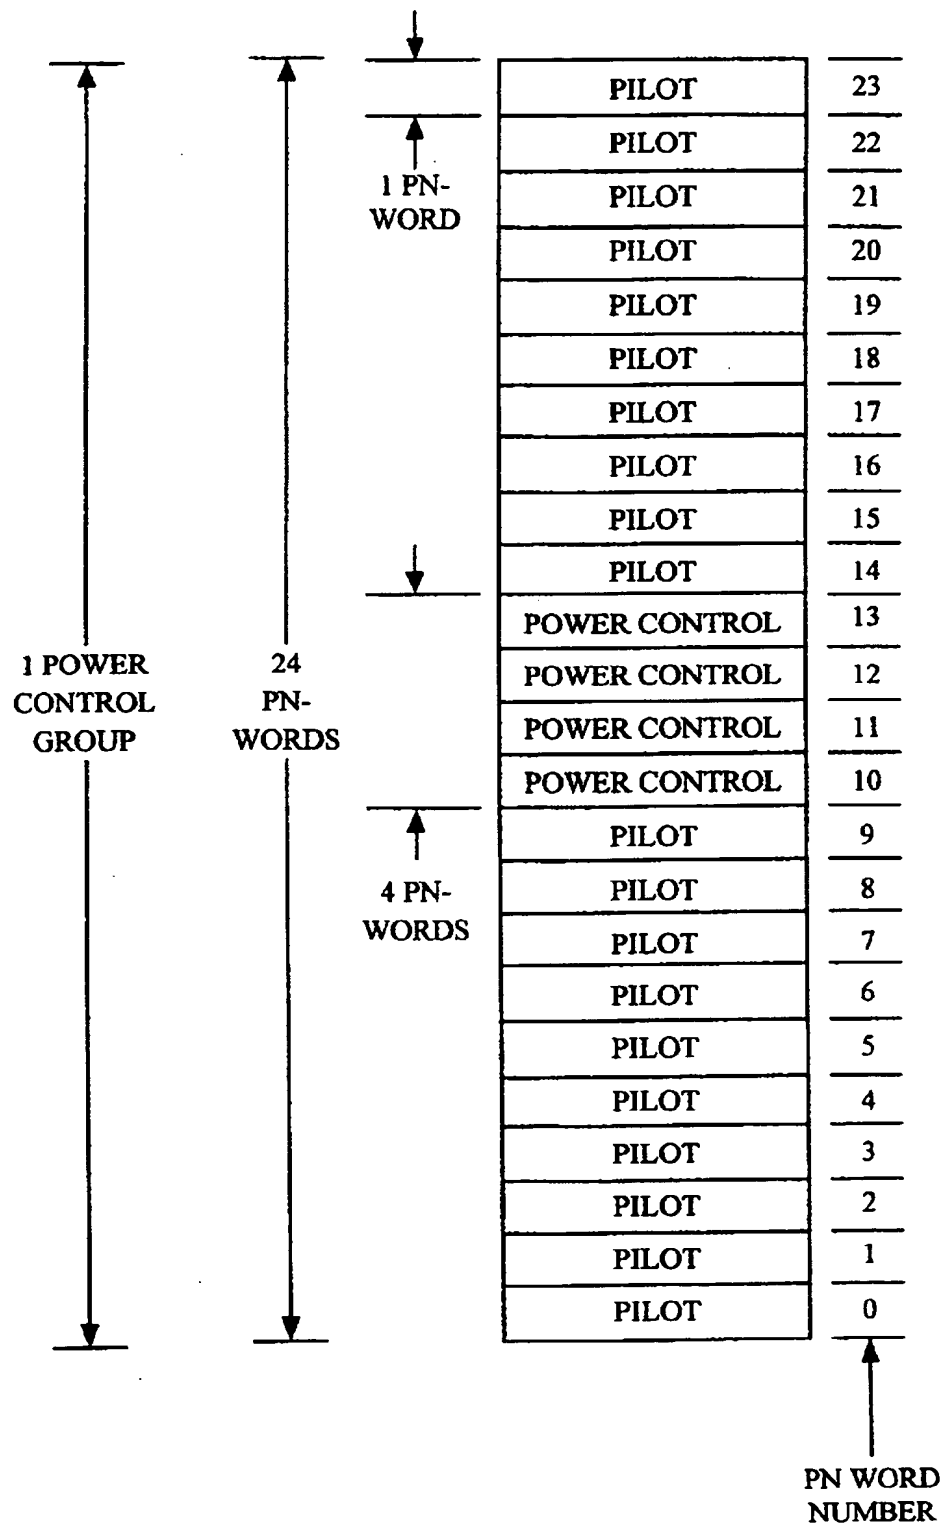 PILOT 23
PILOT 22
1 PN-
WORD
PILOT 21
PILOT 20
PILOT 19
PILOT 18
PILOT 17
PILOT 16
PILOT 15
PILOT 14
POWER CONTROL 13
1 POWER
CONTROL
GROUP
24
PN-
WORDS
POWER CONTROL 12
POWER CONTROL 11
POWER CONTROL 10
PILOT 9
4 PN-
WORDS
PILOT 8
PILOT 7
PILOT 6
PILOT 5
PILOT 4
PILOT 3
PILOT 2
PILOT 1
PILOT 0
PN WORD
NUMBER